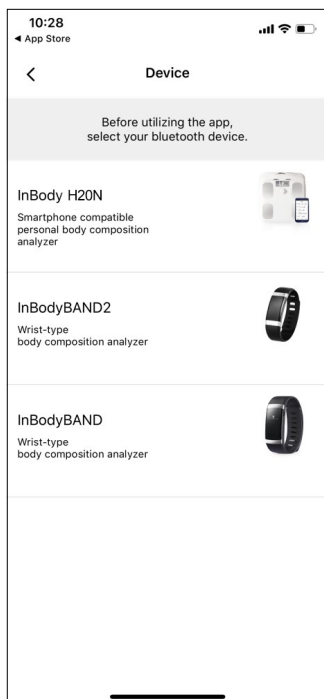 10:28
◀ App Store
Device
Before utilizing the app,
select your bluetooth device.
InBody H20N
Smartphone compatible
personal body composition
analyzer
InBodyBAND2
Wrist-type
body composition analyzer
InBodyBAND
Wrist-type
body composition analyzer